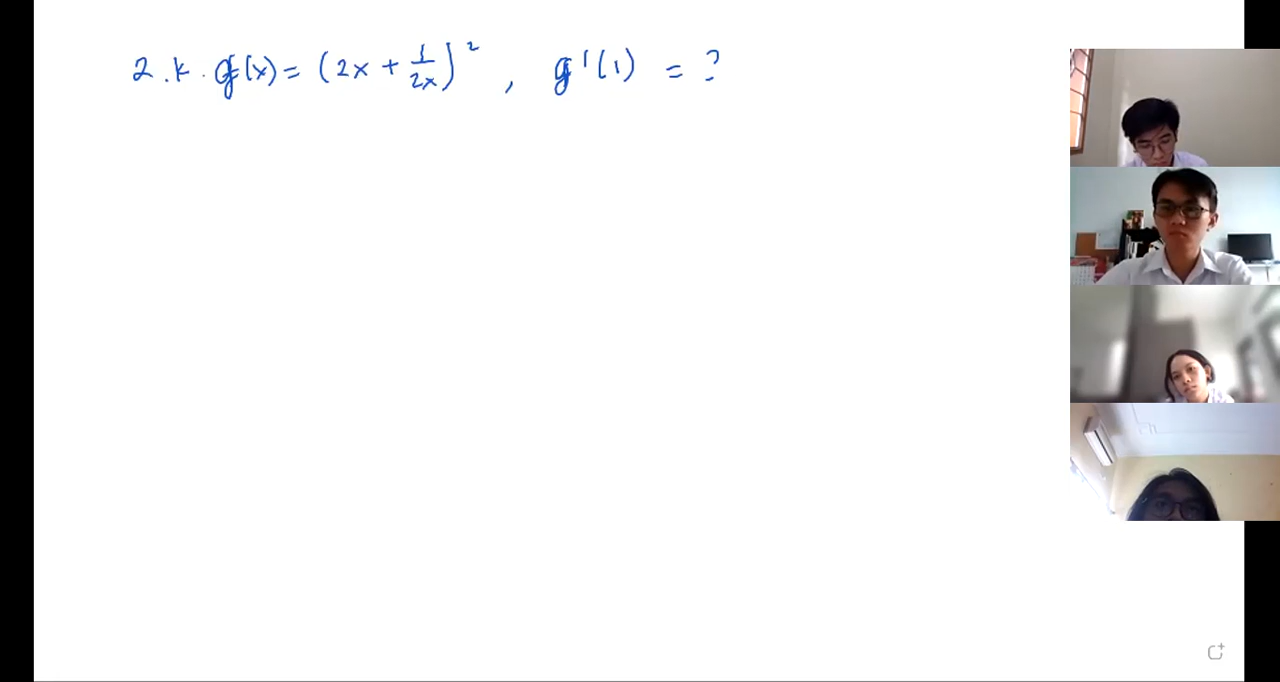 2.k. g(x) = (2x + 1/2x)², g'(1) = ?